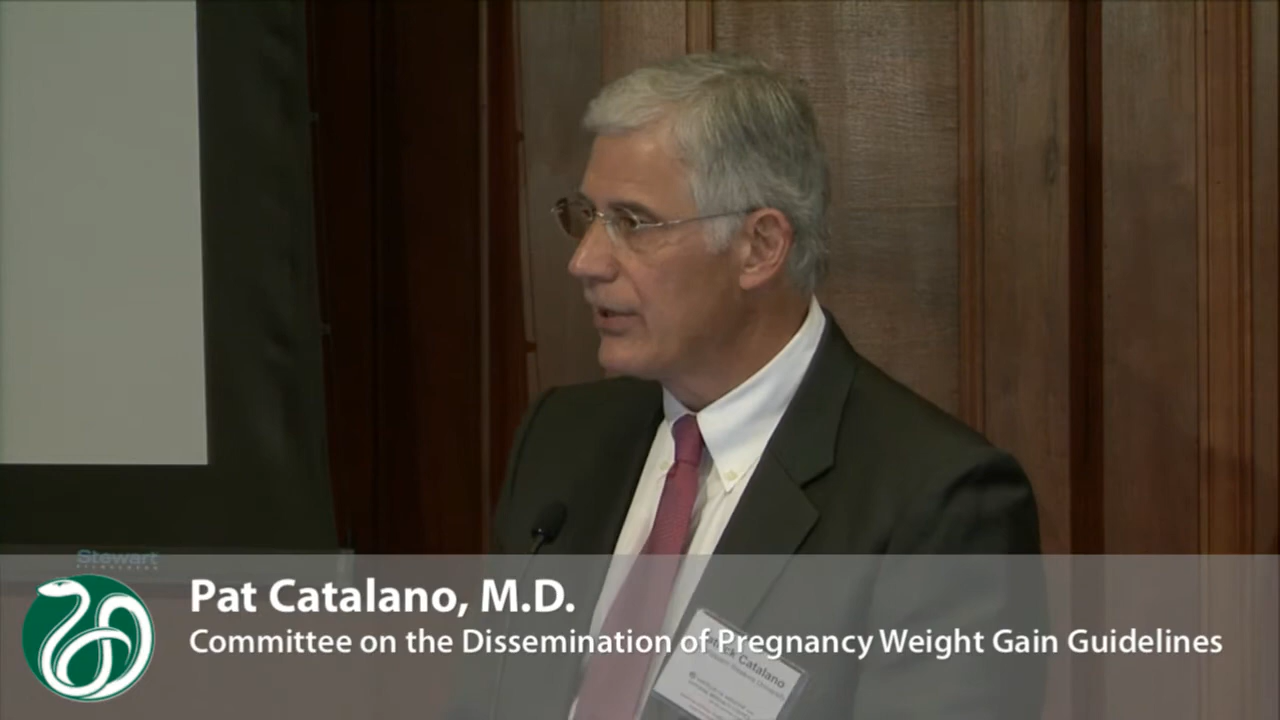 Stewart
Pat Catalano, M.D.
Committee on the Dissemination of Pregnancy Weight Gain Guidelines
Catalano